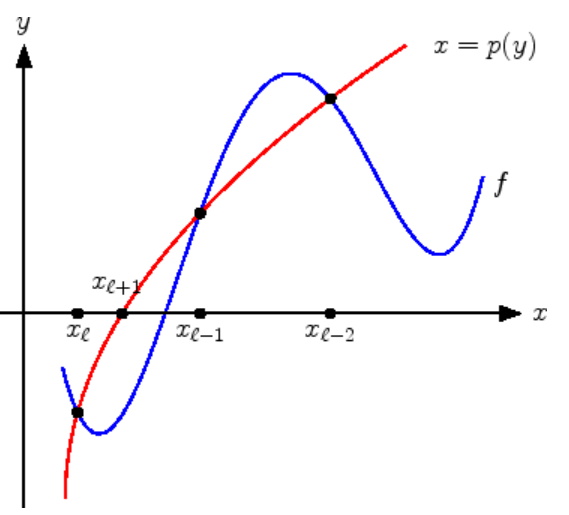 y
x = p(y)
f
x_{ℓ+1}
x
x_ℓ
x_{ℓ−1}
x_{ℓ−2}